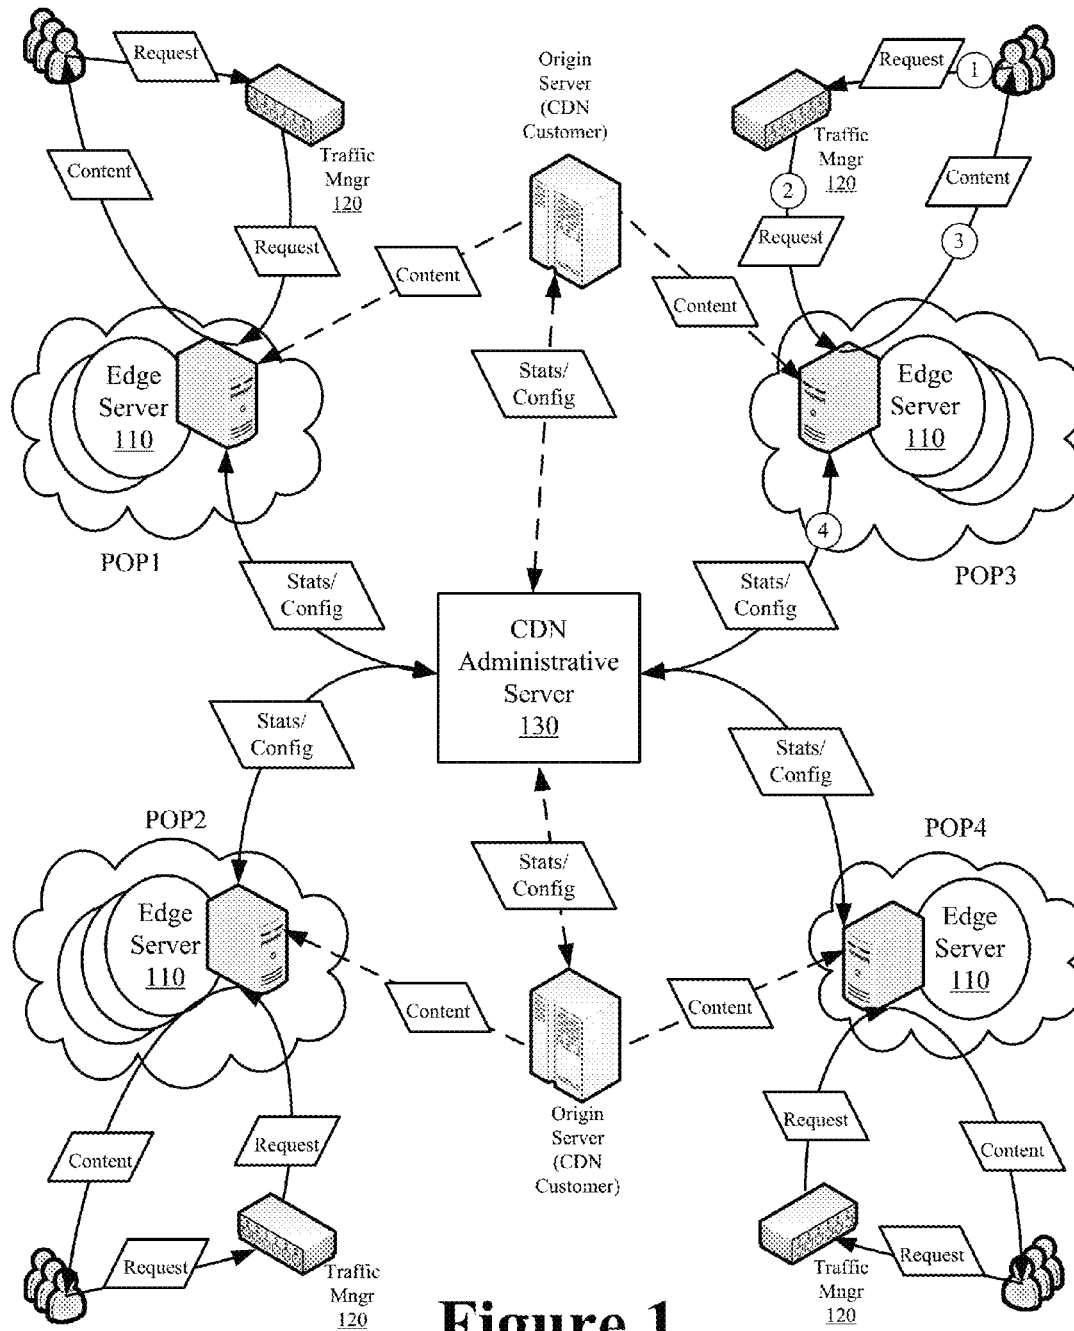 Request
Traffic
Mngr
120
Content
Request
Origin
Server
(CDN
Customer)
Request
1
Traffic
Mngr
120
2
Content
3
Request
Content
Content
Stats/
Config
Edge
Server
110
POP1
Edge
Server
110
4
POP3
Stats/
Config
Stats/
Config
CDN
Administrative
Server
130
Stats/
Config
Stats/
Config
POP2
POP4
Stats/
Config
Edge
Server
110
Edge
Server
110
Content
Content
Origin
Server
(CDN
Customer)
Content
Request
Request
Content
Request
Traffic
Mngr
120
Traffic
Mngr
120
Request
Figure 1